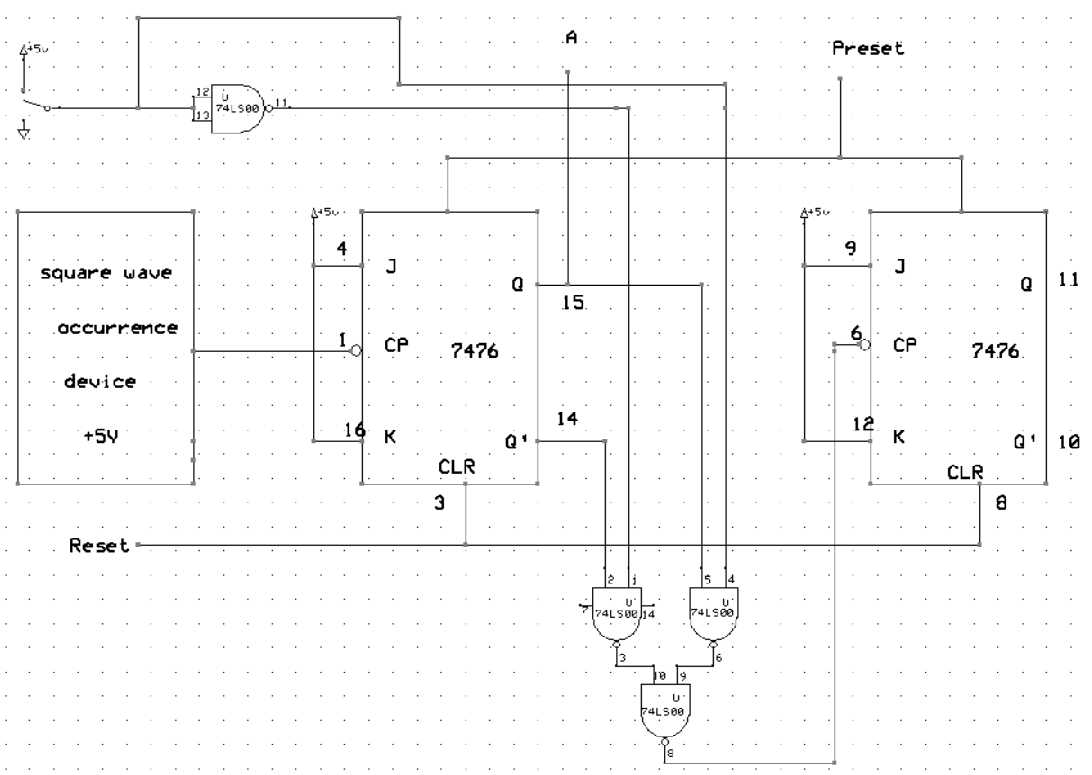 A
Preset
+5v
12
13
U
74LS00
11
square wave
occurrence
device
+5V
+5v
4
J
1
CP
7476
16
K
Q
15
14
Q'
CLR
3
+5v
9
J
6
CP
7476
12
K
Q
11
Q'
10
CLR
8
Reset
2
1
7
U
74LS00
14
3
5
4
U
74LS00
6
10
9
U
74LS00
8